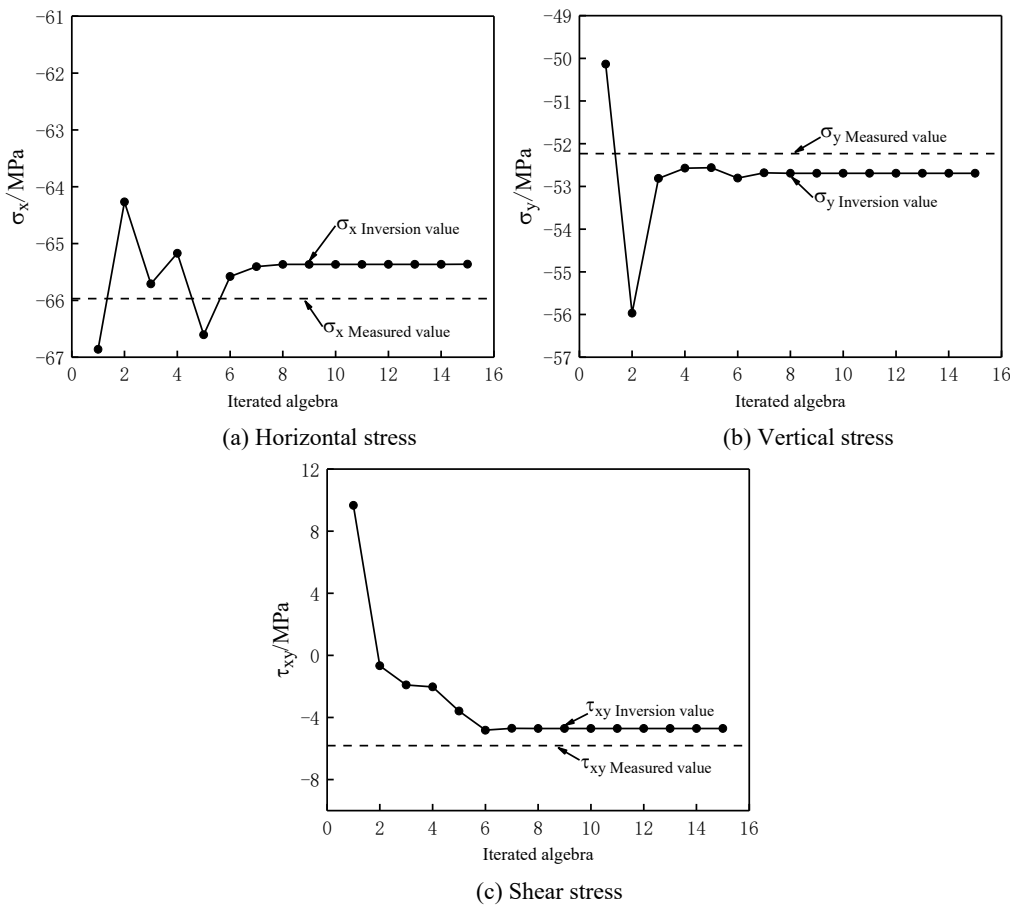 −61
−62
−63
−64
−65
−66
−67
σx/MPa
σx Inversion value
σx Measured value
0 2 4 6 8 10 12 14 16
Iterated algebra
(a) Horizontal stress
−49
−50
−51
−52
−53
−54
−55
−56
−57
σy/MPa
σy Measured value
σy Inversion value
0 2 4 6 8 10 12 14 16
Iterated algebra
(b) Vertical stress
12
8
4
0
−4
−8
τxy/MPa
τxy Inversion value
τxy Measured value
0 2 4 6 8 10 12 14 16
Iterated algebra
(c) Shear stress